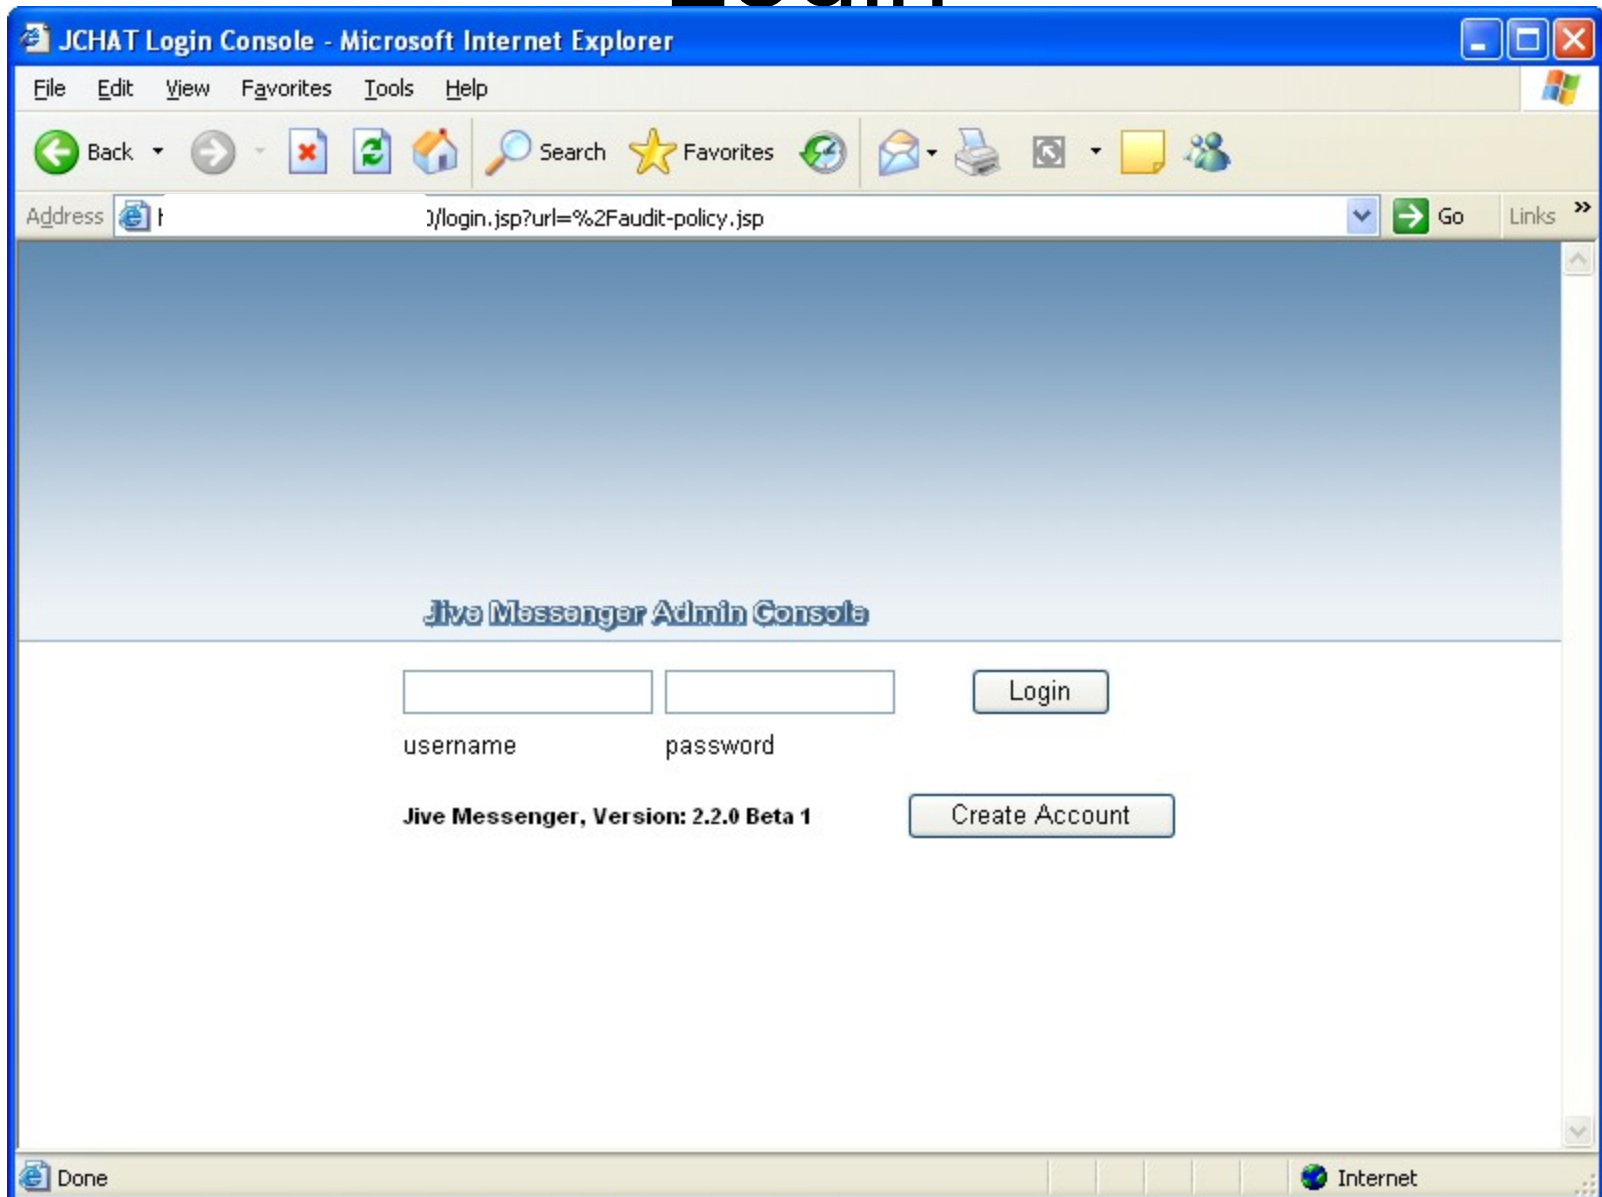 Login
JCHAT Login Console - Microsoft Internet Explorer
File Edit View Favorites Tools Help
Back Search Favorites
Address /login.jsp?url=%2Faudit-policy.jsp Go Links »
Jive Messenger Admin Console
Login
username password
Jive Messenger, Version: 2.2.0 Beta 1 Create Account
Done Internet